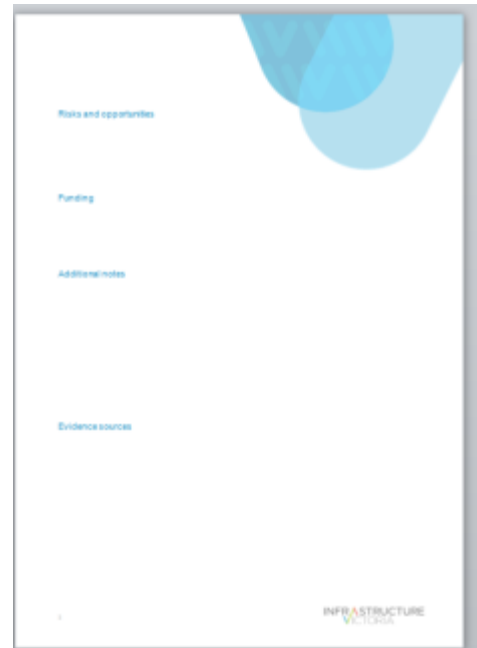 Risks and opportunities
Funding
Additional notes
Evidence sources
INFRASTRUCTURE
VICTORIA